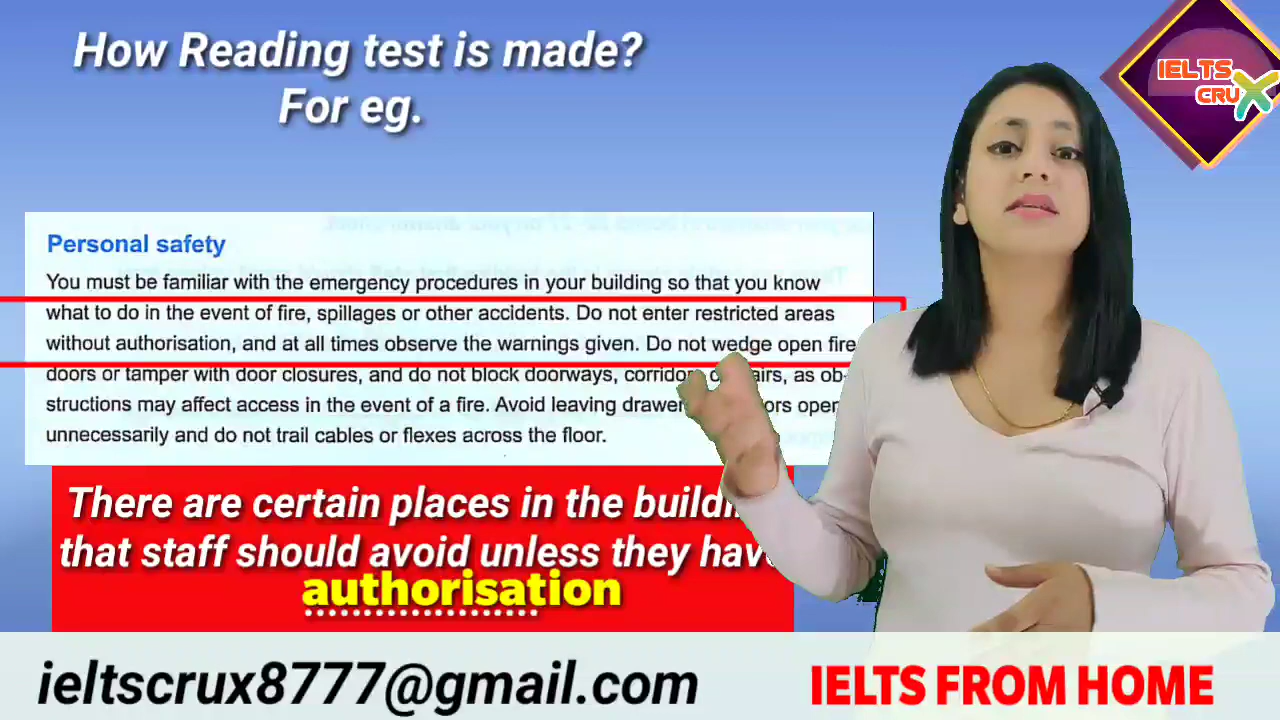 How Reading test is made?
For eg.
IELTS
CRUX
Personal safety
You must be familiar with the emergency procedures in your building so that you know
what to do in the event of fire, spillages or other accidents. Do not enter restricted areas
without authorisation, and at all times observe the warnings given. Do not wedge open fire
doors or tamper with door closures, and do not block doorways, as ob-
structions may affect access in the event of a fire. Avoid leaving open
unnecessarily and do not trail cables or flexes across the floor.
There are certain places in the
that staff should avoid unless they
authorisation
ieltscrux8777@gmail.com
IELTS FROM HOME